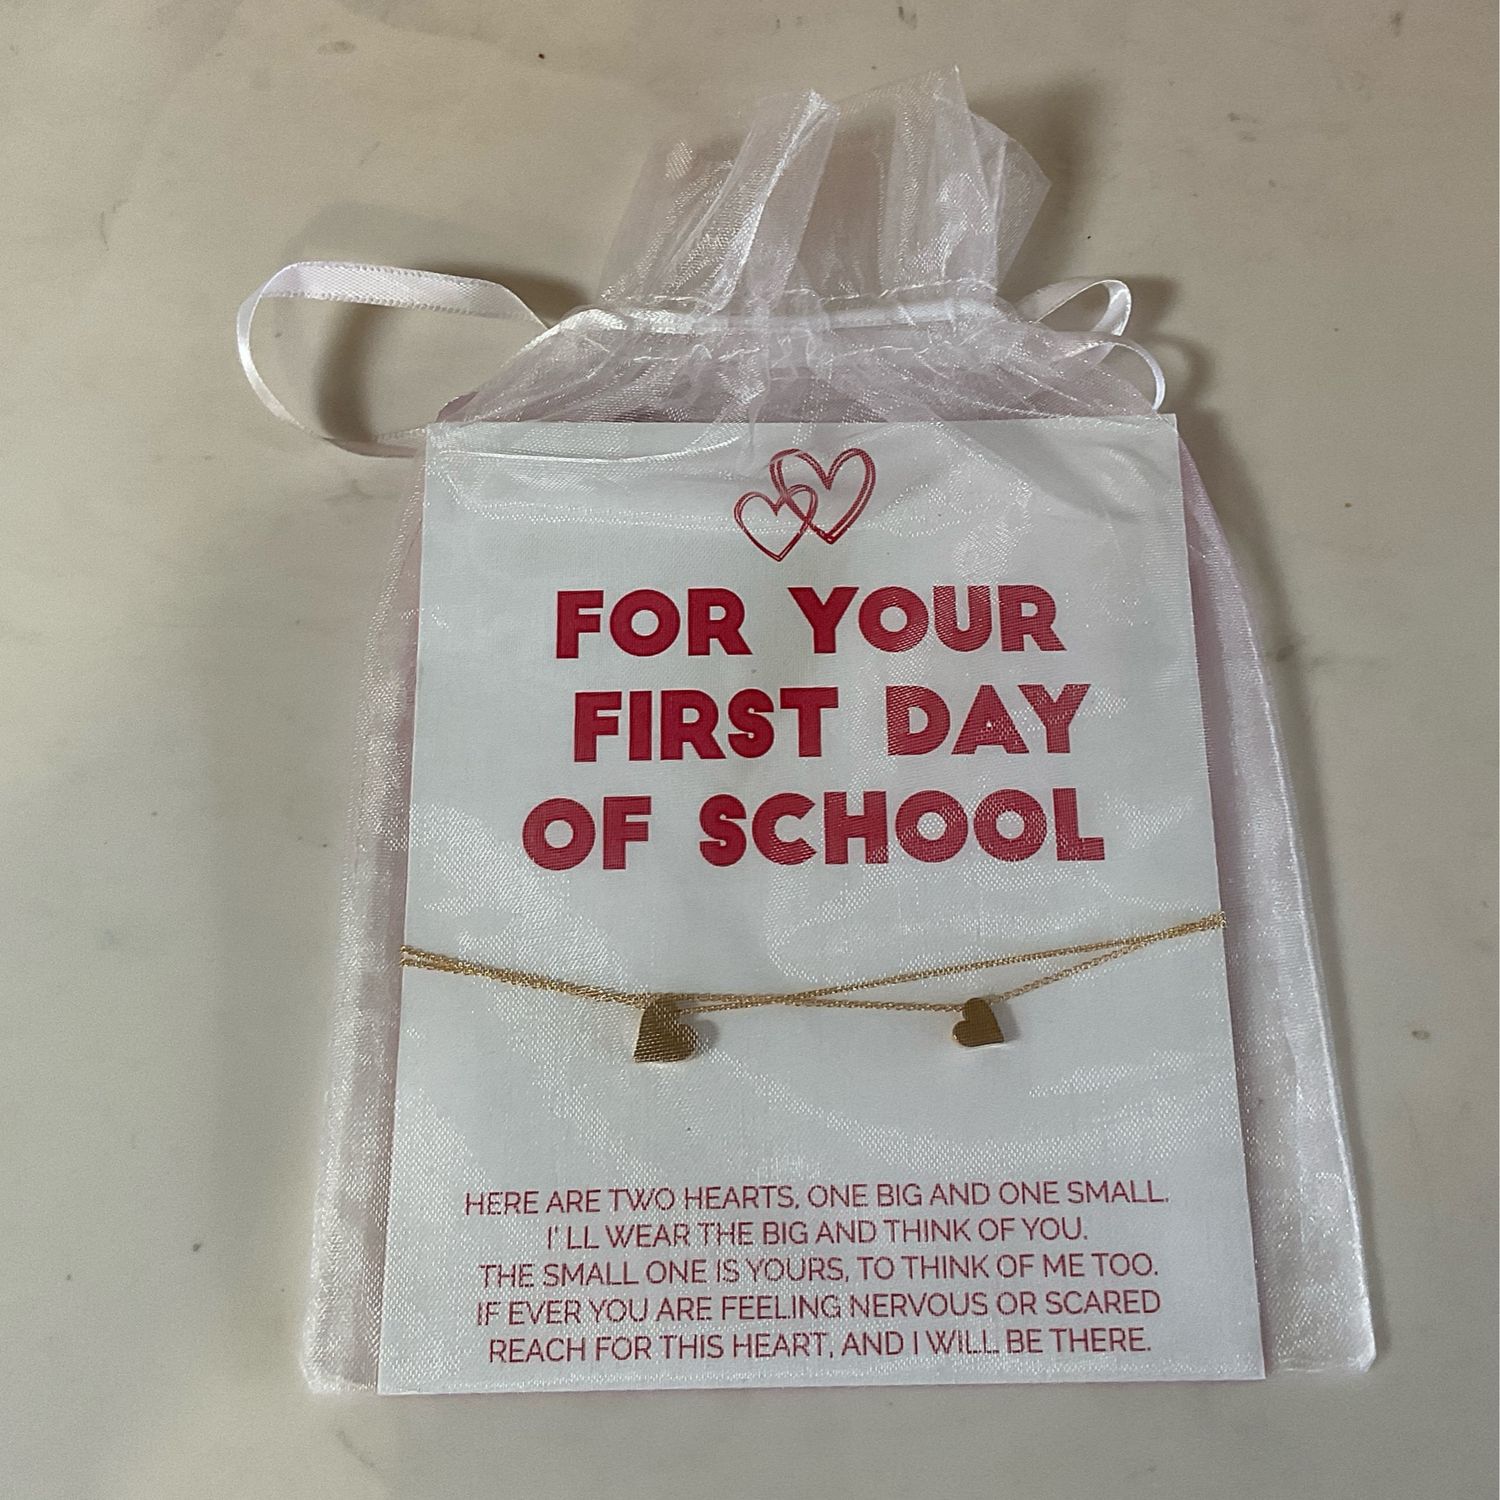 FOR YOUR
FIRST DAY
OF SCHOOL
HERE ARE TWO HEARTS, ONE BIG AND ONE SMALL.
I' LL WEAR THE BIG AND THINK OF YOU.
THE SMALL ONE IS YOURS, TO THINK OF ME TOO.
IF EVER YOU ARE FEELING NERVOUS OR SCARED
REACH FOR THIS HEART, AND I WILL BE THERE.